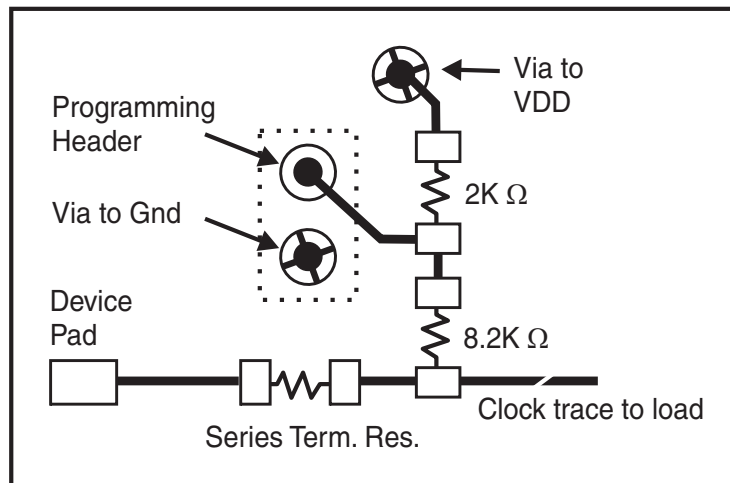 Via to
VDD
Programming
Header
2K Ω
Via to Gnd
Device
Pad
8.2K Ω
Clock trace to load
Series Term. Res.